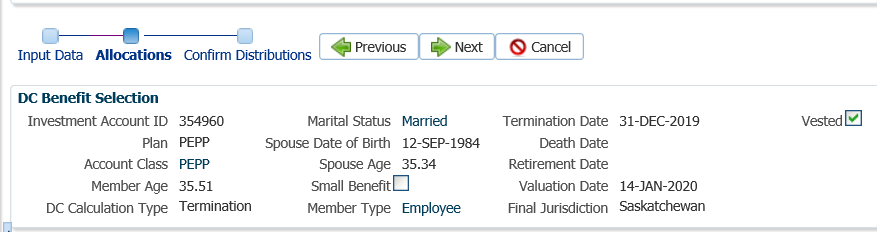 Input Data Allocations Confirm Distributions Previous Next Cancel
DC Benefit Selection
Investment Account ID 354960 Marital Status Married Termination Date 31-DEC-2019 Vested
Plan PEPP Spouse Date of Birth 12-SEP-1984 Death Date
Account Class PEPP Spouse Age 35.34 Retirement Date
Member Age 35.51 Small Benefit Valuation Date 14-JAN-2020
DC Calculation Type Termination Member Type Employee Final Jurisdiction Saskatchewan